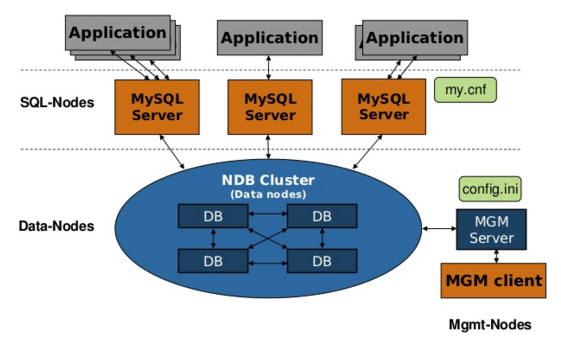 Application
Application
Application
SQL-Nodes
MySQL
Server
MySQL
Server
MySQL
Server
my.cnf
NDB Cluster
(Data nodes)
config.ini
Data-Nodes
DB
DB
DB
DB
MGM
Server
MGM client
Mgmt-Nodes